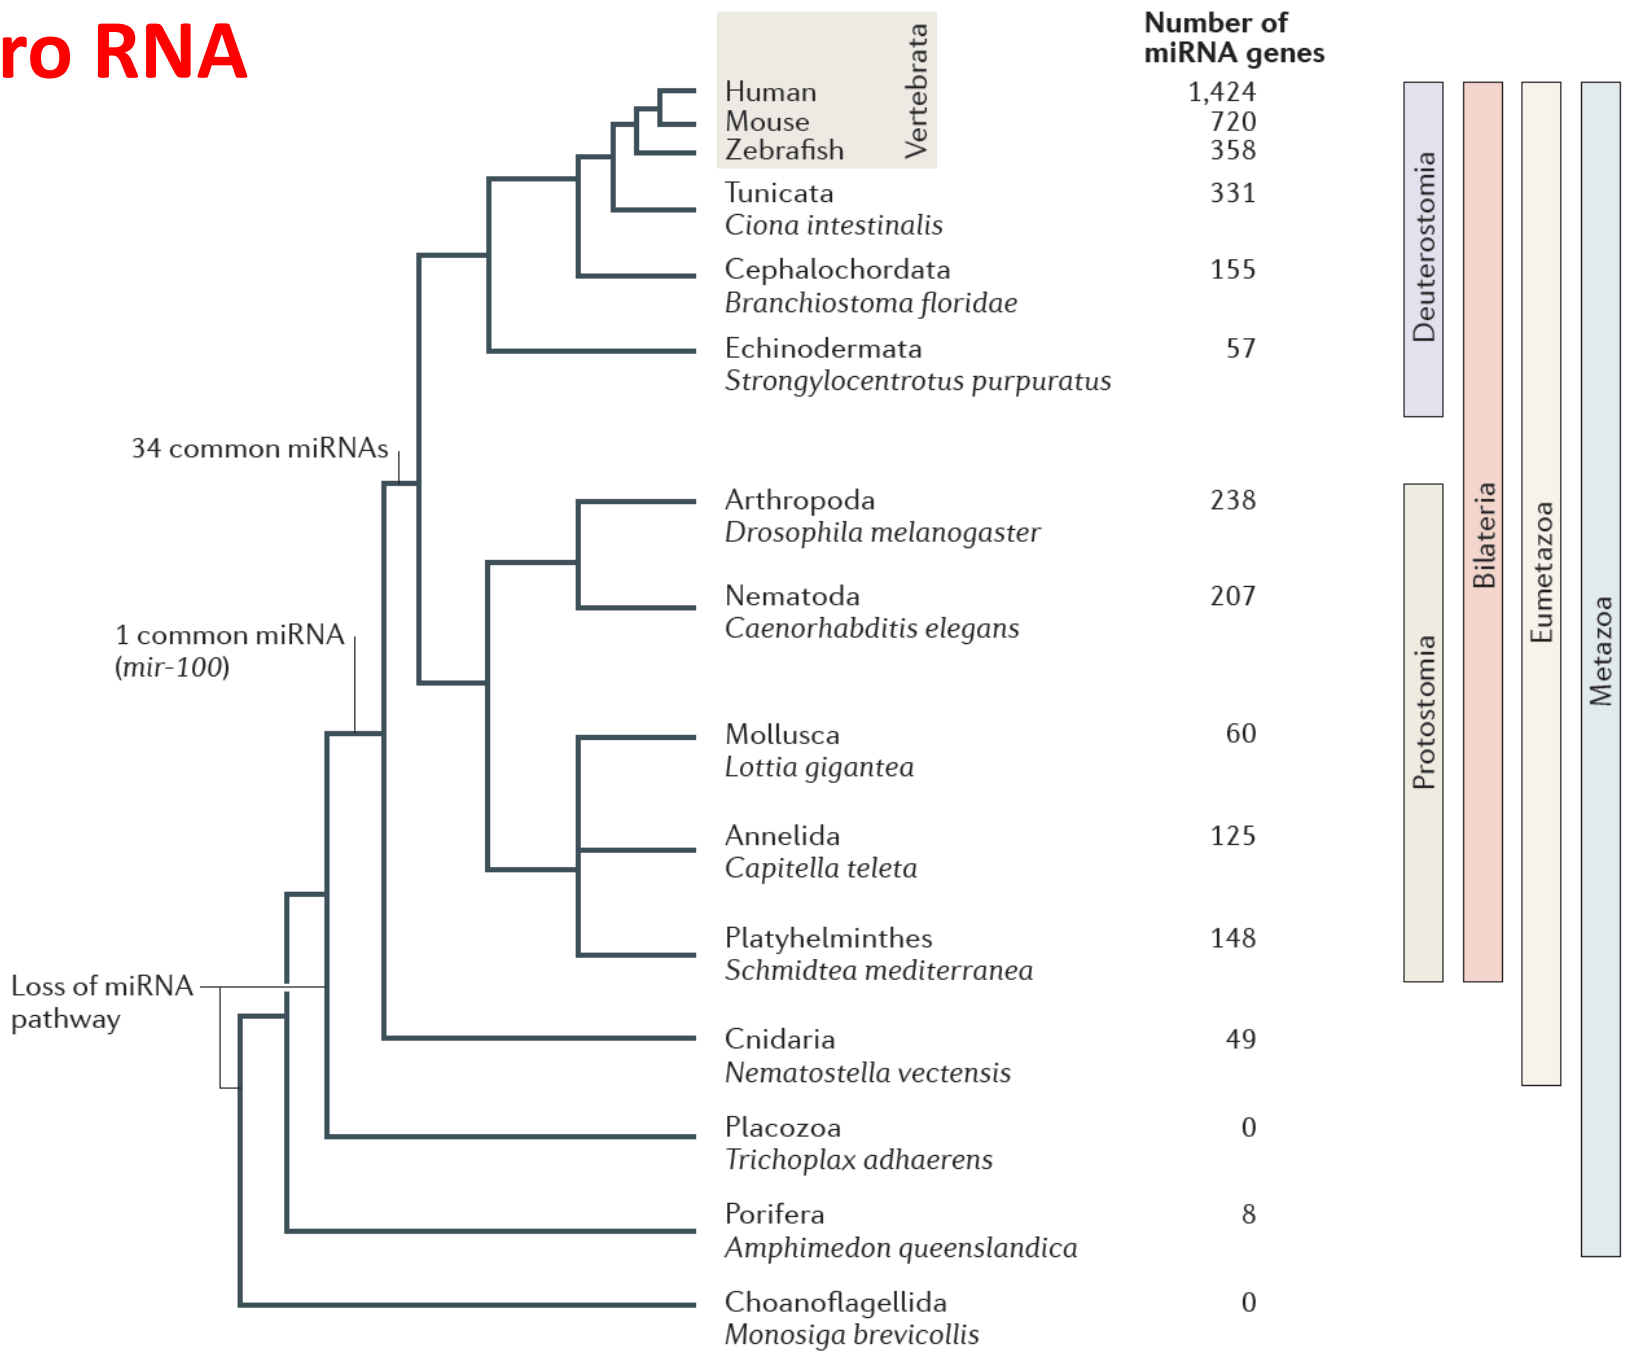 ro RNA
Number of
miRNA genes
Vertebrata
Human 1,424
Mouse 720
Zebrafish 358
Tunicata 331
Ciona intestinalis
Cephalochordata 155
Branchiostoma floridae
Echinodermata 57
Strongylocentrotus purpuratus
34 common miRNAs
Arthropoda 238
Drosophila melanogaster
Nematoda 207
Caenorhabditis elegans
1 common miRNA
(mir-100)
Mollusca 60
Lottia gigantea
Annelida 125
Capitella teleta
Platyhelminthes 148
Schmidtea mediterranea
Loss of miRNA
pathway
Cnidaria 49
Nematostella vectensis
Placozoa 0
Trichoplax adhaerens
Porifera 8
Amphimedon queenslandica
Choanoflagellida 0
Monosiga brevicollis
Deuterostomia
Protostomia
Bilateria
Eumetazoa
Metazoa